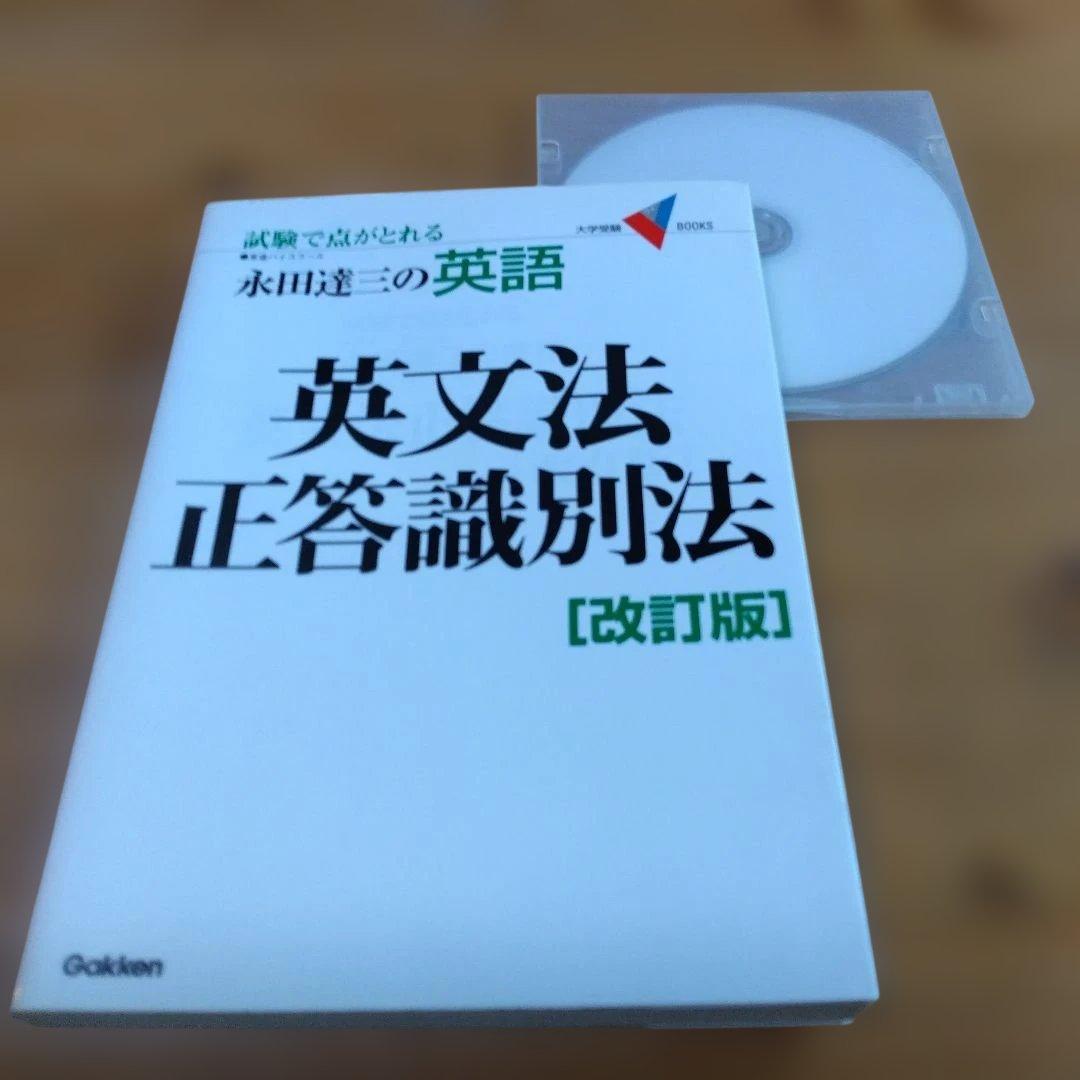 試験で点がとれる
大学受験 BOOKS
永田達三の英語
英文法
正答識別法
[改訂版]
Gakken